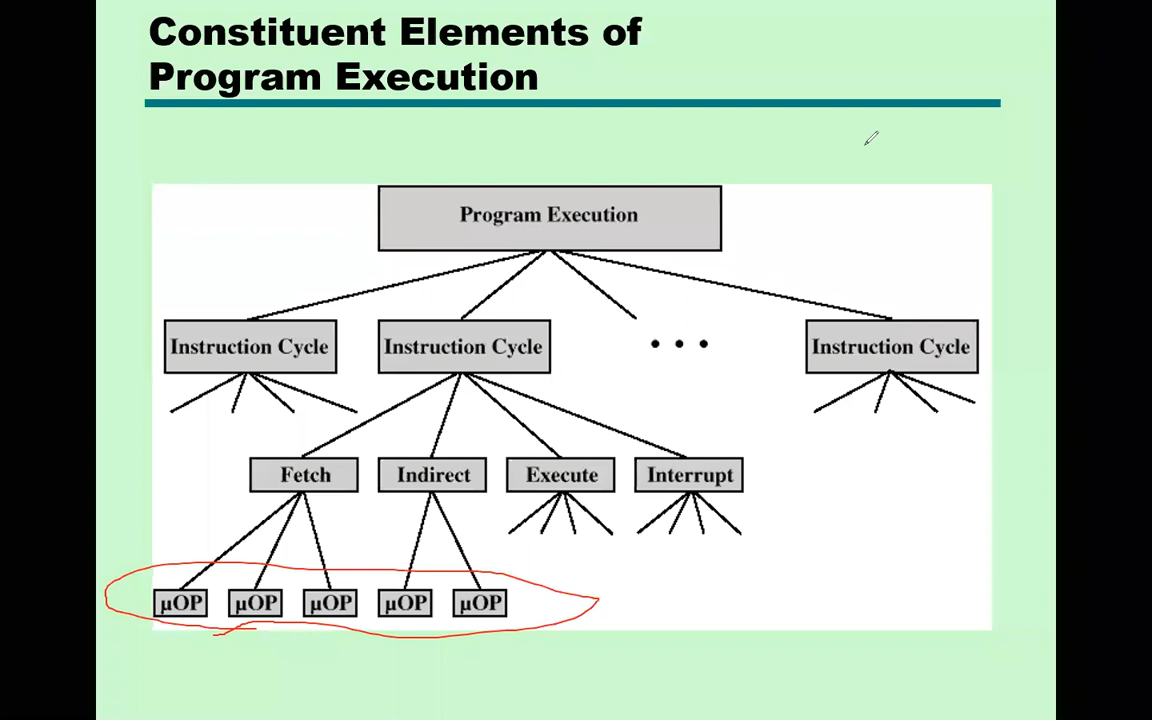 Constituent Elements of
Program Execution
Program Execution
Instruction Cycle Instruction Cycle • • • Instruction Cycle
Fetch Indirect Execute Interrupt
µOP µOP µOP µOP µOP